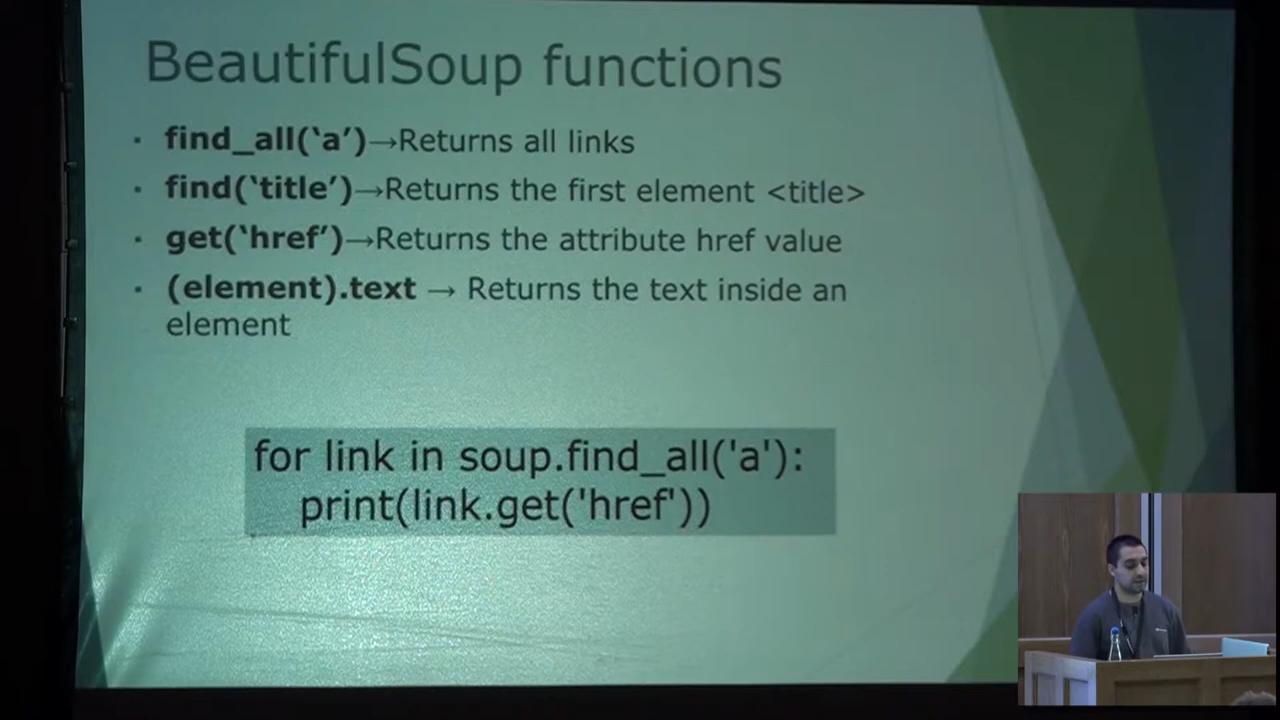 BeautifulSoup functions
▪ find_all(‘a’)→Returns all links
▪ find(‘title’)→Returns the first element <title>
▪ get(‘href’)→Returns the attribute href value
▪ (element).text → Returns the text inside an
element
for link in soup.find_all('a'):
print(link.get('href'))